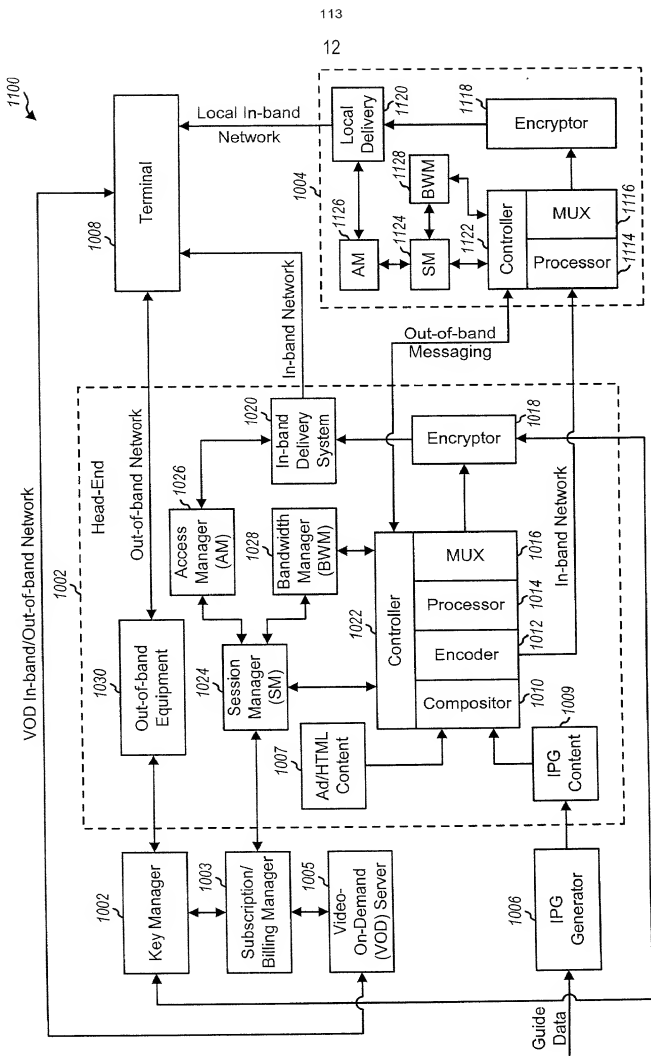 113
12
1100
VOD In-band/Out-of-band Network
1008
Terminal
Local In-band
Network
In-band Network
Out-of-band Network
1004
Local
Delivery
1120
1118
Encryptor
1126
AM
1128
BWM
1124
SM
1122
Controller
MUX
1116
Processor
1114
Out-of-band
Messaging
1002
Head-End
1030
Out-of-band
Equipment
1026
Access
Manager
(AM)
1020
In-band
Delivery
System
1018
Encryptor
In-band Network
1028
Bandwidth
Manager
(BWM)
1024
Session
Manager
(SM)
1022
Controller
MUX
1016
Processor
1014
Encoder
1012
Compositor
1010
1007
Ad/HTML
Content
1009
IPG
Content
1002
Key Manager
1003
Subscription/
Billing Manager
1005
Video-
On-Demand
(VOD) Server
1006
IPG
Generator
Guide
Data